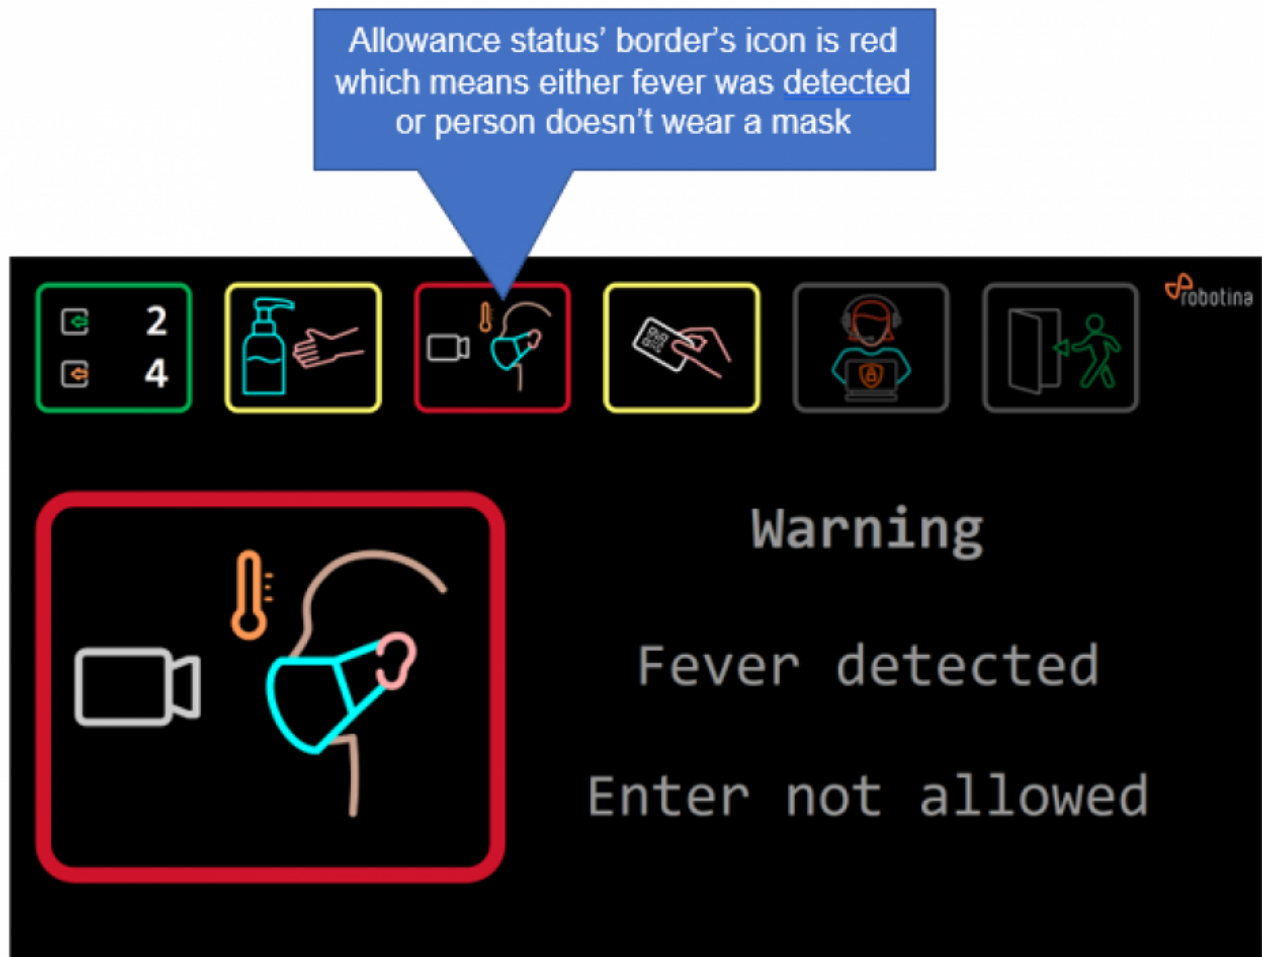 Allowance status’ border’s icon is red
which means either fever was detected
or person doesn’t wear a mask
2
4
robotina
Warning
Fever detected
Enter not allowed